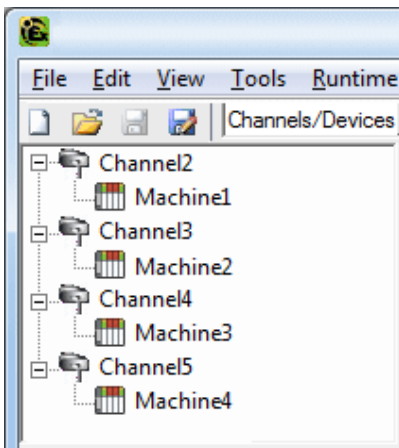 File Edit View Tools Runtime
Channels/Devices
Channel2
Machine1
Channel3
Machine2
Channel4
Machine3
Channel5
Machine4